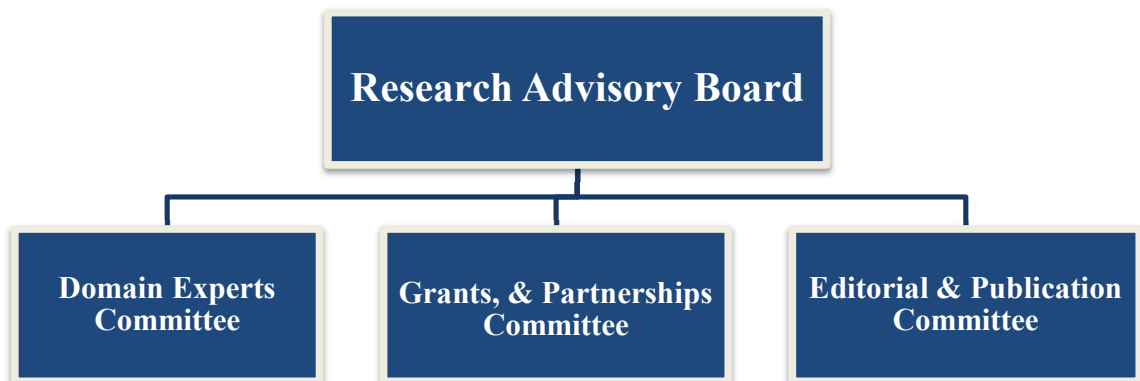 Research Advisory Board
Domain Experts
Committee
Grants, & Partnerships
Committee
Editorial & Publication
Committee